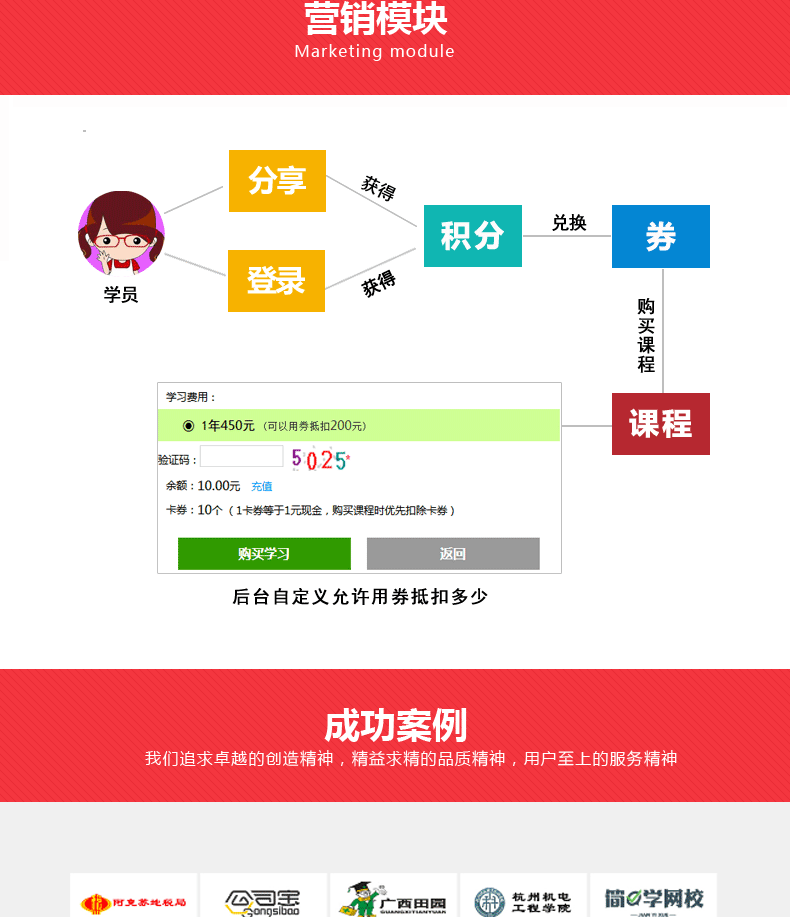 营销模块
Marketing module
分享
获得
学员
登录
获得
积分
兑换
券
购买课程
课程
学习费用：
1年450元（可以用券抵扣200元）
验证码： 5025*
余额：10.00元 充值
卡券：10个（1卡券等于1元现金，购买课程时优先扣除卡券）
购买学习 返回
后台自定义允许用券抵扣多少
成功案例
我们追求卓越的创造精神，精益求精的品质精神，用户至上的服务精神
阿克苏地税局
公司宝
Gongsibao
广西田园
GUANGXITIANYUAN
杭州机电
工程学院
简一学网校